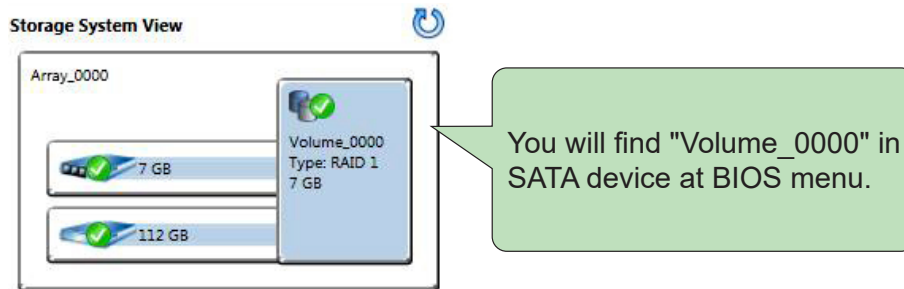 Storage System View
Array_0000
Volume_0000
Type: RAID 1
7 GB
7 GB
112 GB
You will find "Volume_0000" in
SATA device at BIOS menu.